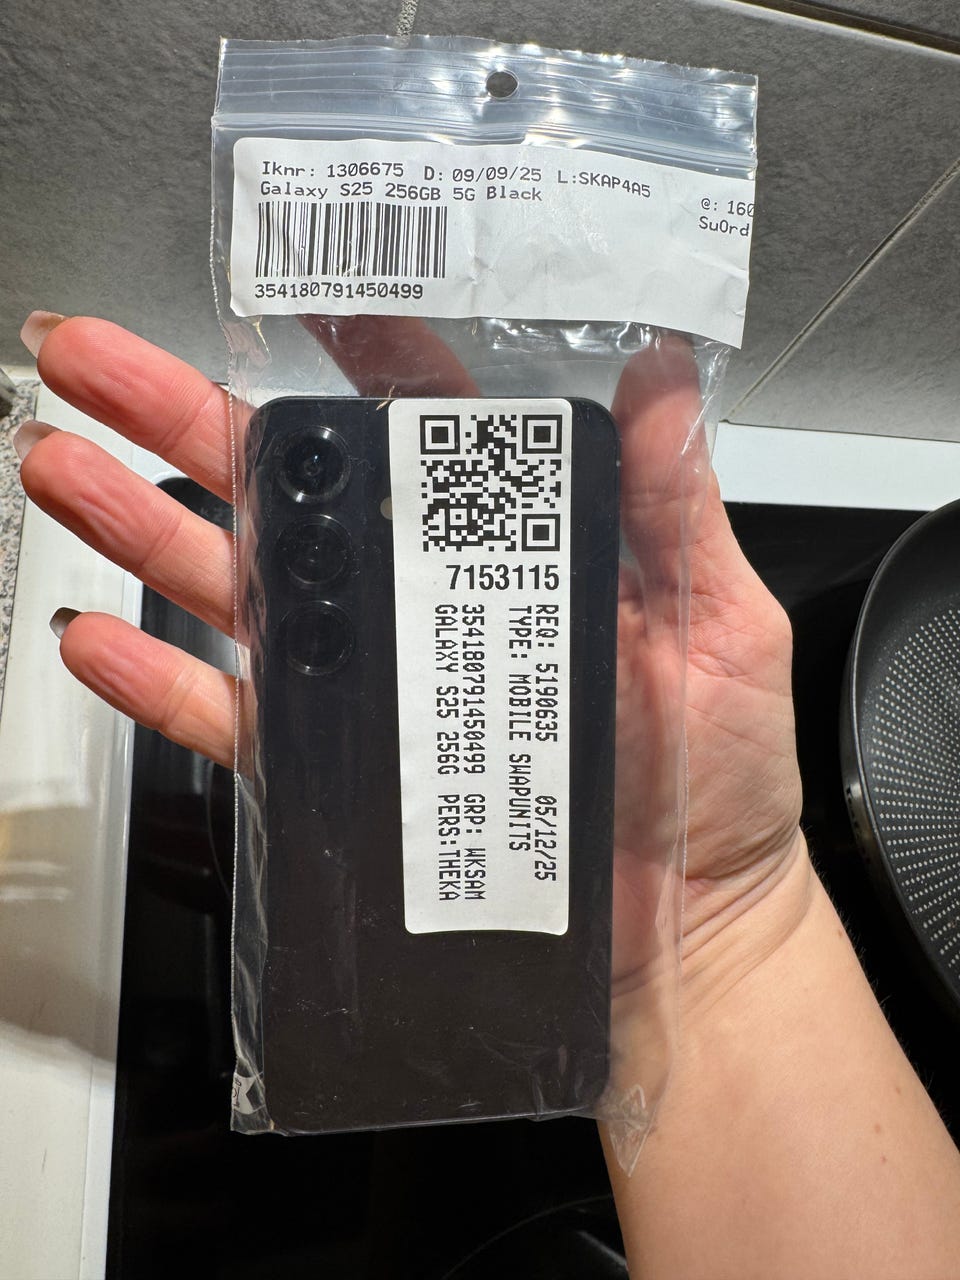 Iknr: 1306675 D: 09/09/25 L:SKAP4A5
Galaxy S25 256GB 5G Black
@: 160
SuOrd
354180791450499
7153115
REQ: 5190635 05/12/25
TYPE: MOBILE SWAPUNITS
354180791450499 GRP: WKSAM
GALAXY S25 256G PERS:THEKA